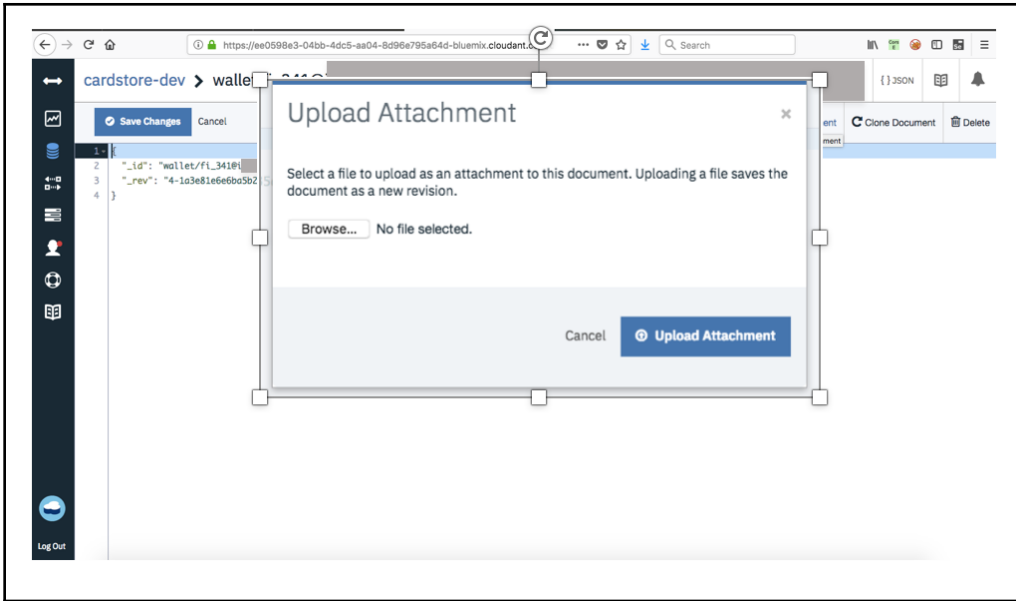 https://ee0598e3-04bb-4dc5-aa04-8d96e795a64d-bluemix.cloudant.
Search
cardstore-dev > walle
{ } JSON
Save Changes
Cancel
ent
Clone Document
Delete
ment
1 {
2 "_id": "wallet/fi_341@i
3 "_rev": "4-1a3e81e6e6ba5b2
4 }
Upload Attachment
×
Select a file to upload as an attachment to this document. Uploading a file saves the
document as a new revision.
Browse...
No file selected.
Cancel
Upload Attachment
Log Out